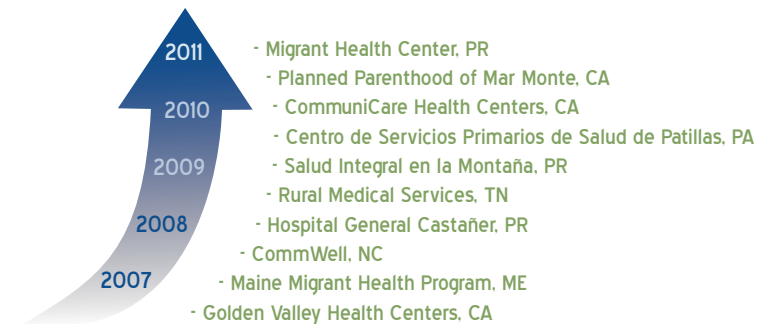 2011 - Migrant Health Center, PR
- Planned Parenthood of Mar Monte, CA
2010 - CommuniCare Health Centers, CA
- Centro de Servicios Primarios de Salud de Patillas, PA
2009 - Salud Integral en la Montaña, PR
- Rural Medical Services, TN
2008 - Hospital General Castañer, PR
- CommWell, NC
2007 - Maine Migrant Health Program, ME
- Golden Valley Health Centers, CA